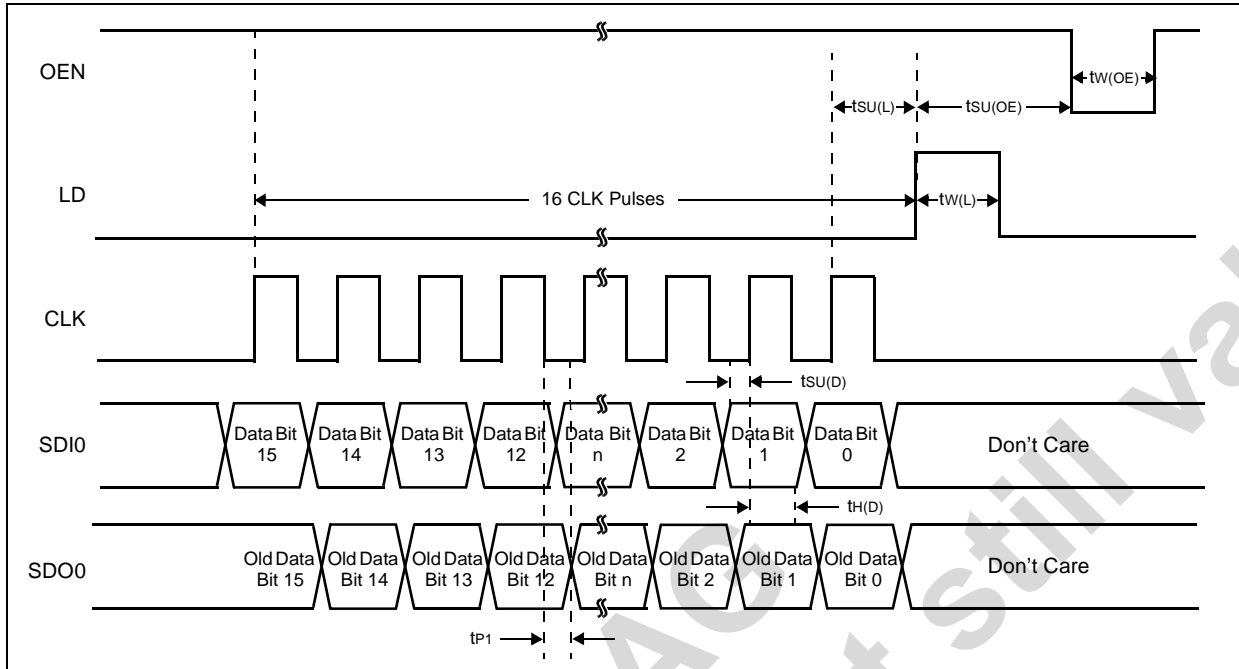 OEN
tW(OE)
tSU(L)
tSU(OE)
LD
16 CLK Pulses
tW(L)
CLK
tSU(D)
SDI0
Data Bit
15
Data Bit
14
Data Bit
13
Data Bit
12
Data Bit
n
Data Bit
2
Data Bit
1
Data Bit
0
Don't Care
tH(D)
SDO0
Old Data
Bit 15
Old Data
Bit 14
Old Data
Bit 13
Old Data
Bit 12
Old Data
Bit n
Old Data
Bit 2
Old Data
Bit 1
Old Data
Bit 0
Don't Care
tP1
AG
still